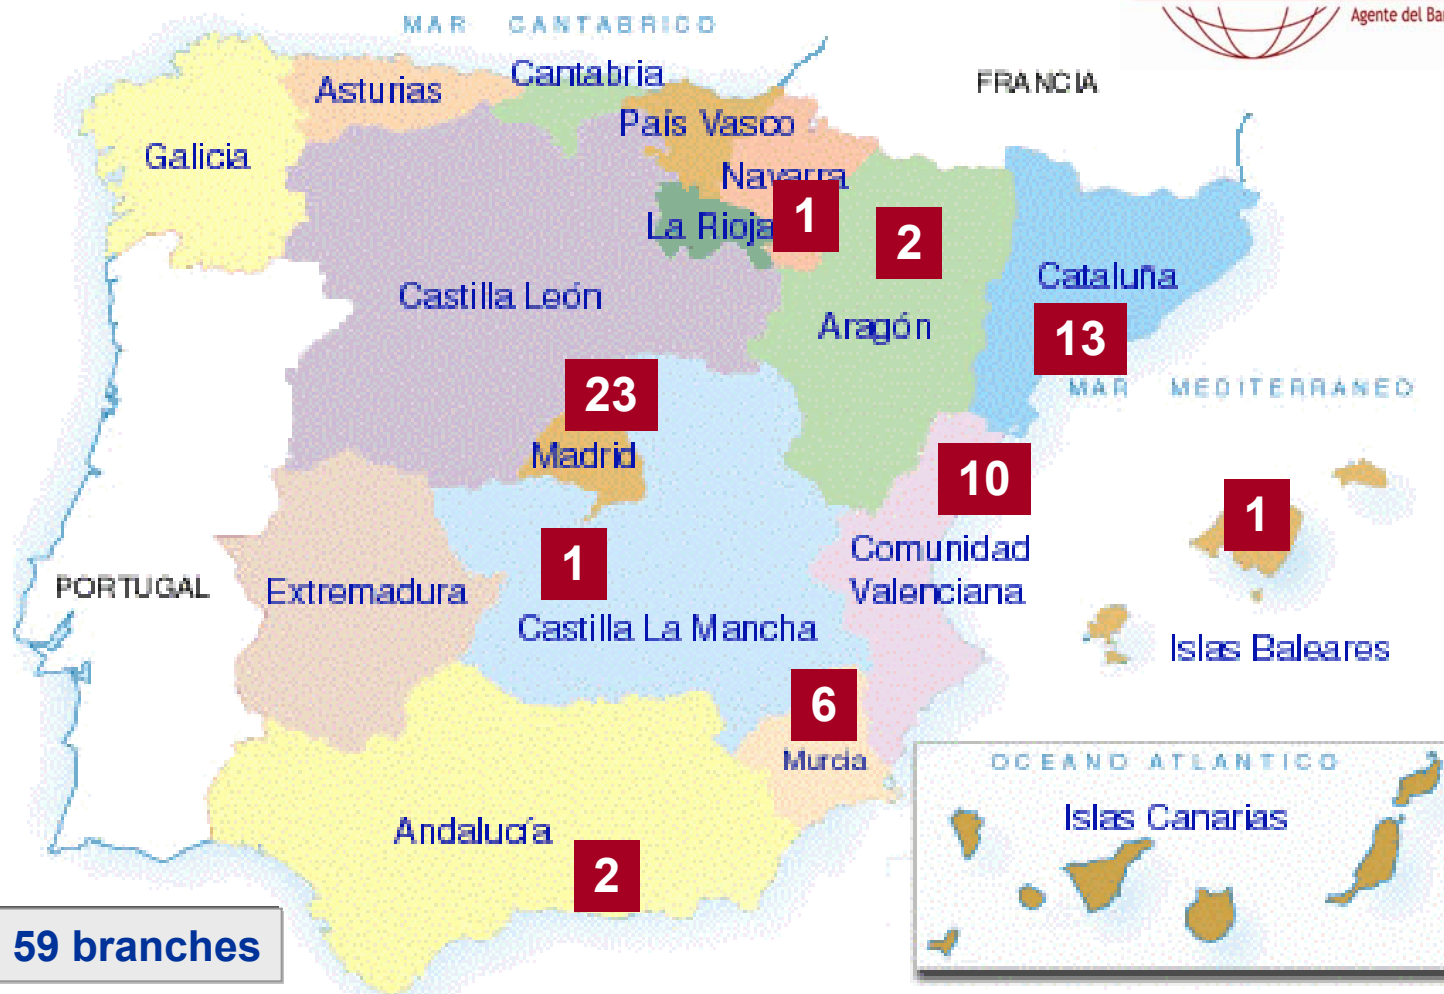 Agente del
MAR CANTABRICO
FRANCIA
Cantabria
Asturias
País Vasco
Galicia
Navarra
1
La Rioja
2
Cataluña
Castilla León
Aragón
13
23
MAR MEDITERRANEO
Madrid
10
1
Comunidad
Valenciana
1
PORTUGAL
Extremadura
Castilla La Mancha
Islas Baleares
6
Murcia
OCEANO ATLANTICO
Islas Canarias
Andalucía
2
59 branches